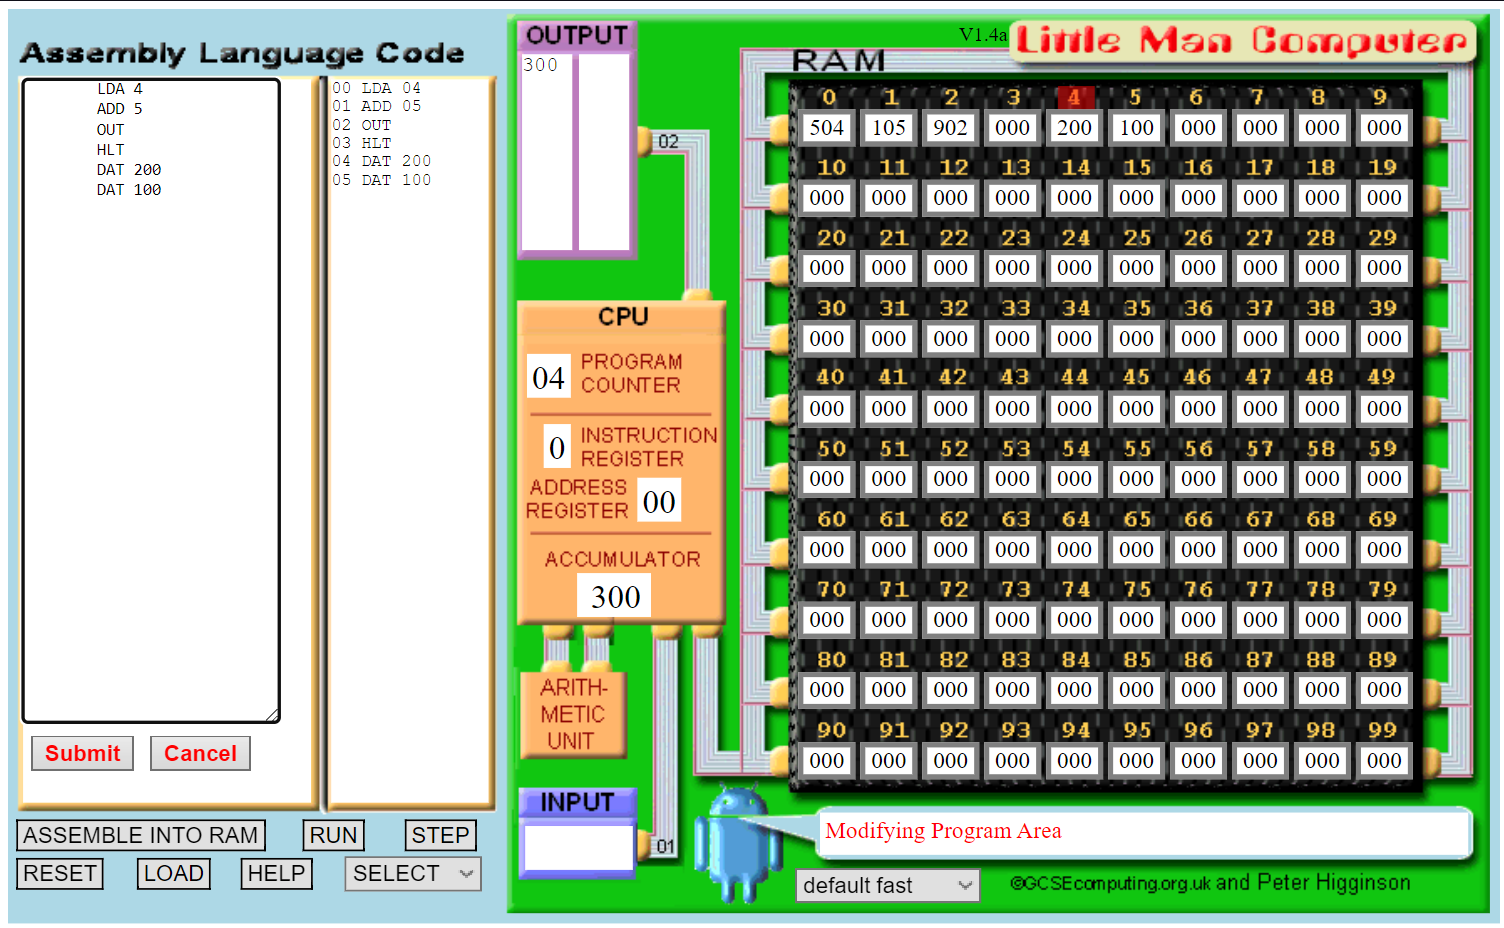 Assembly Language Code
LDA 4
ADD 5
OUT
HLT
DAT 200
DAT 100
Submit Cancel
00 LDA 04
01 ADD 05
02 OUT
03 HLT
04 DAT 200
05 DAT 100
ASSEMBLE INTO RAM RUN STEP
RESET LOAD HELP SELECT
OUTPUT
300
02
CPU
04 PROGRAM
COUNTER
0 INSTRUCTION
REGISTER
ADDRESS
REGISTER 00
ACCUMULATOR
300
ARITH-
METIC
UNIT
INPUT
01
V1.4a
Little Man Computer
RAM
0 1 2 3 4 5 6 7 8 9
504 105 902 000 200 100 000 000 000 000
10 11 12 13 14 15 16 17 18 19
000 000 000 000 000 000 000 000 000 000
20 21 22 23 24 25 26 27 28 29
000 000 000 000 000 000 000 000 000 000
30 31 32 33 34 35 36 37 38 39
000 000 000 000 000 000 000 000 000 000
40 41 42 43 44 45 46 47 48 49
000 000 000 000 000 000 000 000 000 000
50 51 52 53 54 55 56 57 58 59
000 000 000 000 000 000 000 000 000 000
60 61 62 63 64 65 66 67 68 69
000 000 000 000 000 000 000 000 000 000
70 71 72 73 74 75 76 77 78 79
000 000 000 000 000 000 000 000 000 000
80 81 82 83 84 85 86 87 88 89
000 000 000 000 000 000 000 000 000 000
90 91 92 93 94 95 96 97 98 99
000 000 000 000 000 000 000 000 000 000
Modifying Program Area
default fast
©GCSEcomputing.org.uk and Peter Higginson